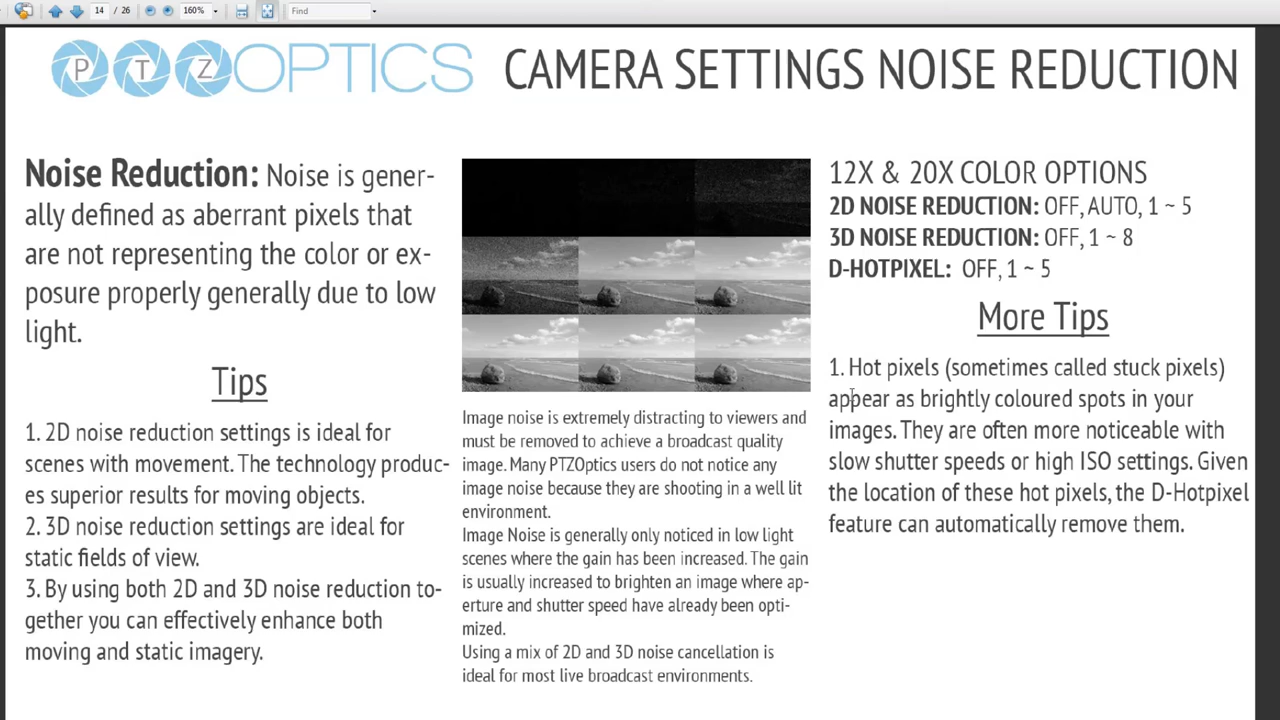 14 / 26 160% Find
PTZOPTICS CAMERA SETTINGS NOISE REDUCTION
Noise Reduction: Noise is gener-
ally defined as aberrant pixels that
are not representing the color or ex-
posure properly generally due to low
light.
Tips
1. 2D noise reduction settings is ideal for
scenes with movement. The technology produc-
es superior results for moving objects.
2. 3D noise reduction settings are ideal for
static fields of view.
3. By using both 2D and 3D noise reduction to-
gether you can effectively enhance both
moving and static imagery.
Image noise is extremely distracting to viewers and
must be removed to achieve a broadcast quality
image. Many PTZOptics users do not notice any
image noise because they are shooting in a well lit
environment.
Image Noise is generally only noticed in low light
scenes where the gain has been increased. The gain
is usually increased to brighten an image where ap-
erture and shutter speed have already been opti-
mized.
Using a mix of 2D and 3D noise cancellation is
ideal for most live broadcast environments.
12X & 20X COLOR OPTIONS
2D NOISE REDUCTION: OFF, AUTO, 1 ~ 5
3D NOISE REDUCTION: OFF, 1 ~ 8
D-HOTPIXEL: OFF, 1 ~ 5
More Tips
1. Hot pixels (sometimes called stuck pixels)
appear as brightly coloured spots in your
images. They are often more noticeable with
slow shutter speeds or high ISO settings. Given
the location of these hot pixels, the D-Hotpixel
feature can automatically remove them.